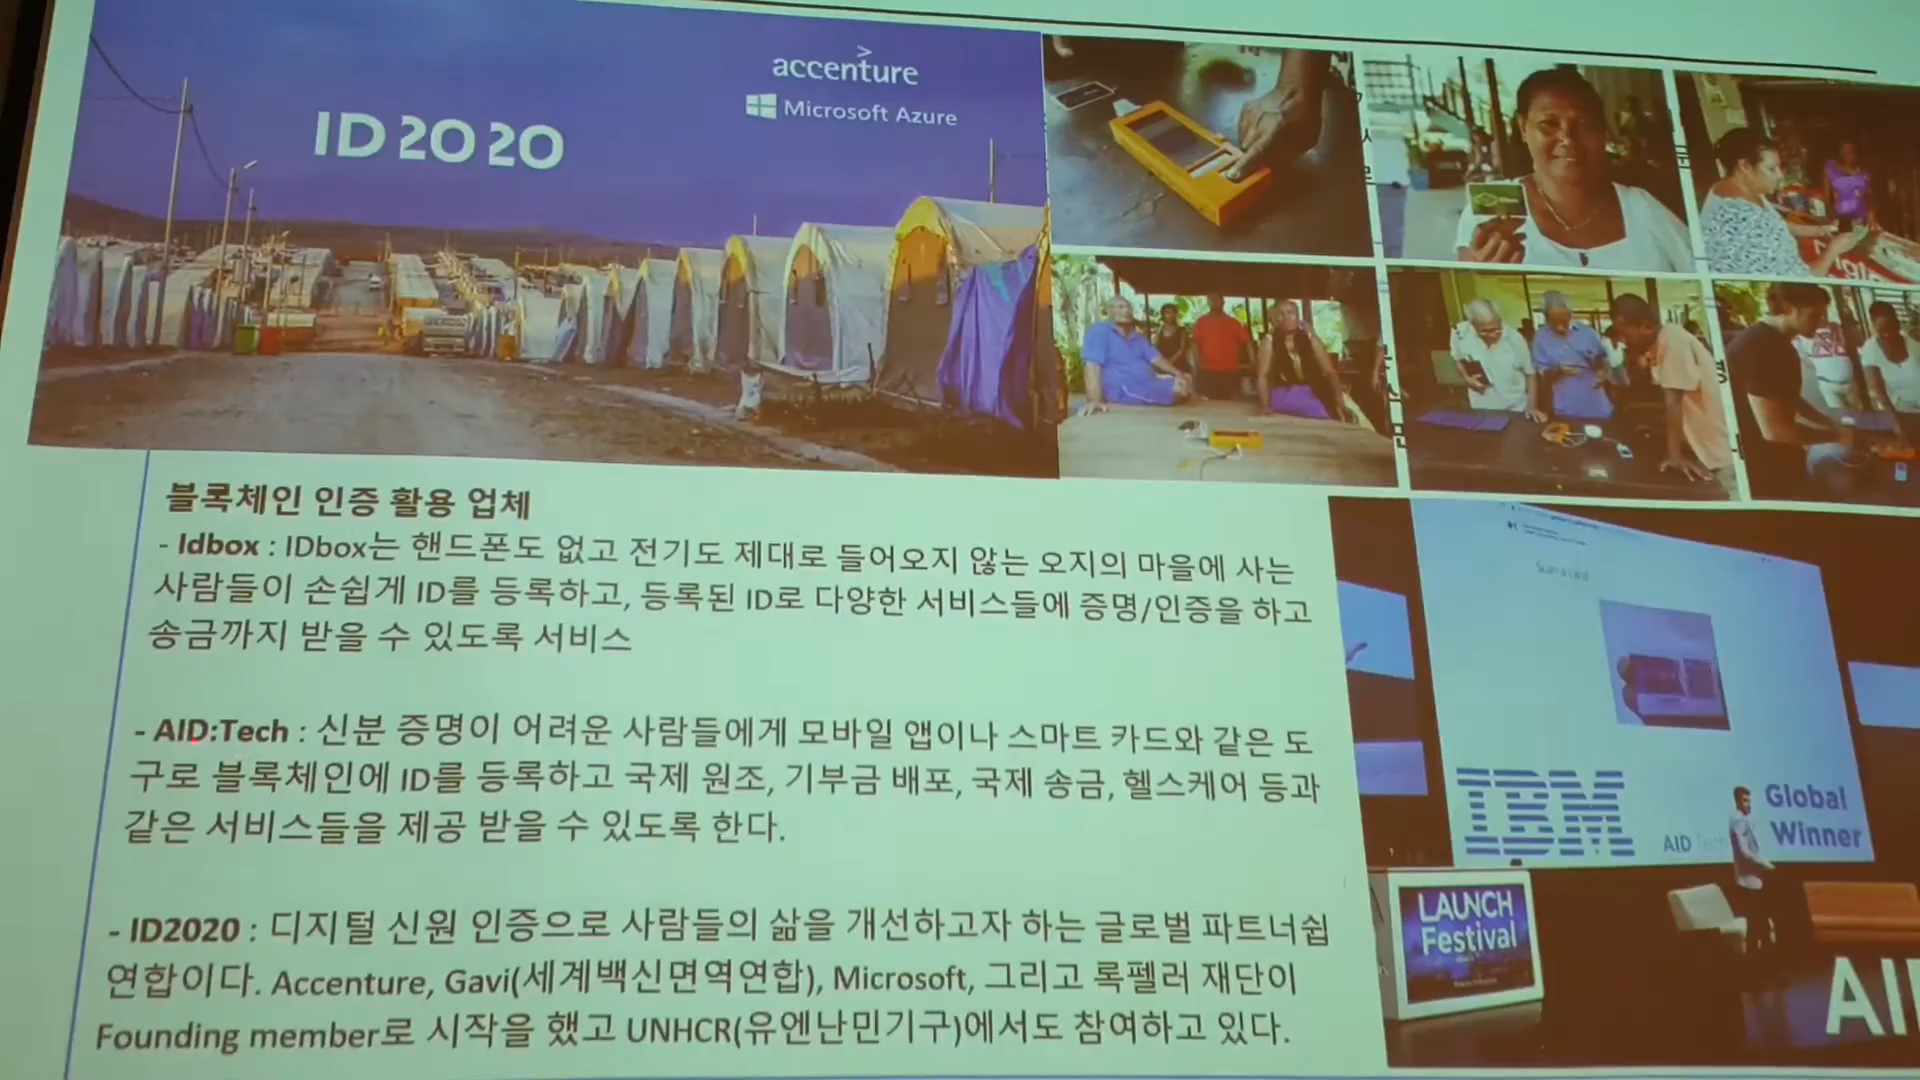 accenture
Microsoft Azure
ID 2020
블록체인 인증 활용 업체
- Idbox : IDbox는 핸드폰도 없고 전기도 제대로 들어오지 않는 오지의 마을에 사는
사람들이 손쉽게 ID를 등록하고, 등록된 ID로 다양한 서비스들에 증명/인증을 하고
송금까지 받을 수 있도록 서비스
- AID:Tech : 신분 증명이 어려운 사람들에게 모바일 앱이나 스마트 카드와 같은 도
구로 블록체인에 ID를 등록하고 국제 원조, 기부금 배포, 국제 송금, 헬스케어 등과
같은 서비스들을 제공 받을 수 있도록 한다.
- ID2020 : 디지털 신원 인증으로 사람들의 삶을 개선하고자 하는 글로벌 파트너쉽
연합이다. Accenture, Gavi(세계백신면역연합), Microsoft, 그리고 록펠러 재단이
Founding member로 시작을 했고 UNHCR(유엔난민기구)에서도 참여하고 있다.
IBM
AID Tech
Global
Winner
LAUNCH
Festival
AI